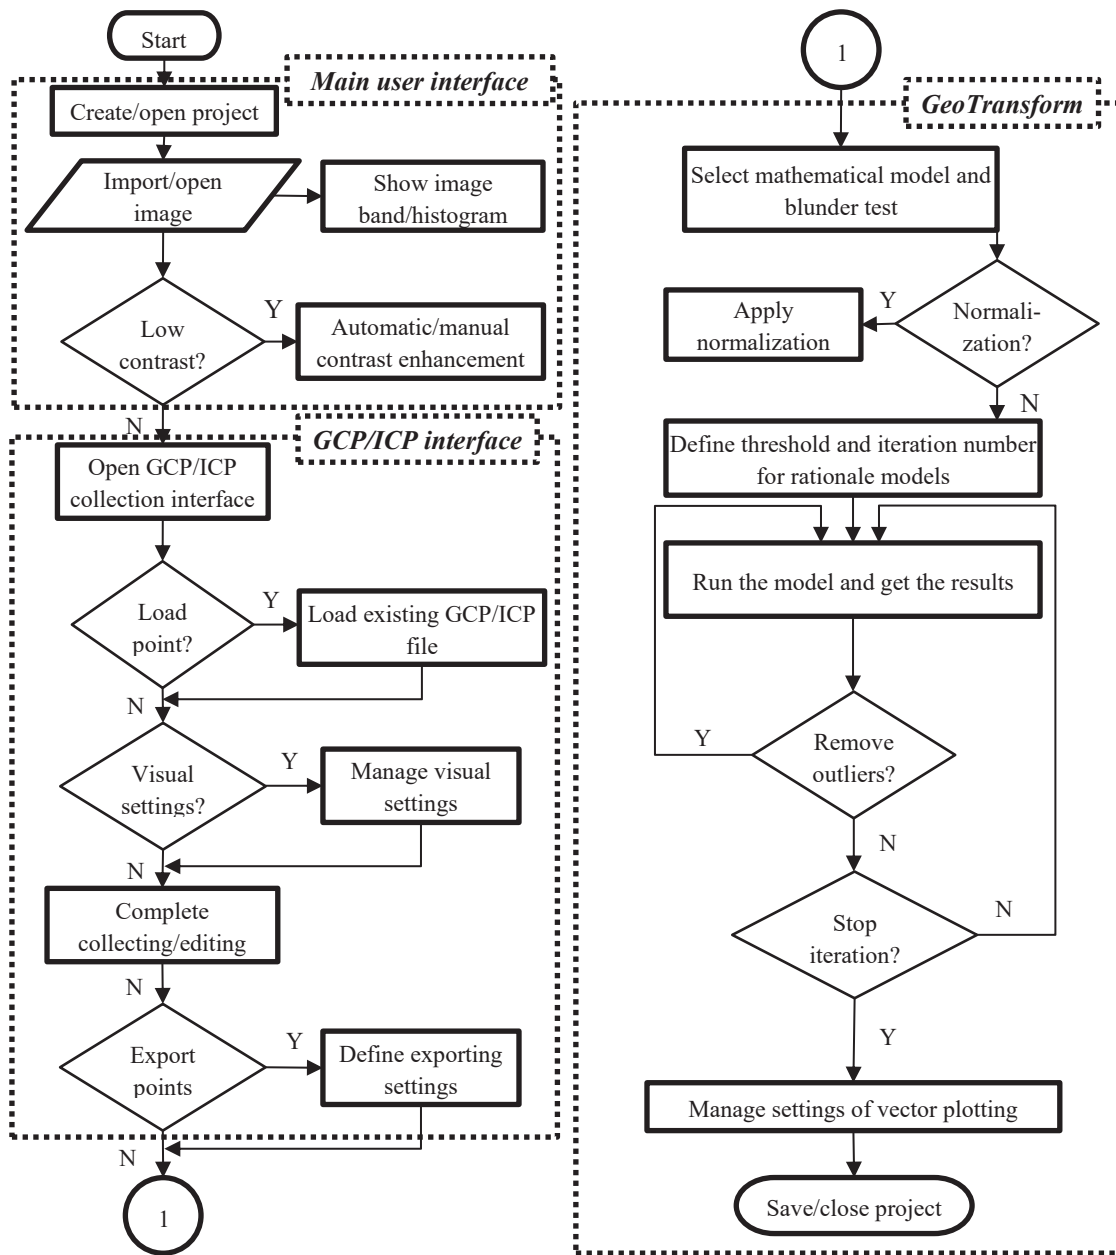 Start
Main user interface
Create/open project
Import/open
image
Show image
band/histogram
Low
contrast?
Y
Automatic/manual
contrast enhancement
N
GCP/ICP interface
Open GCP/ICP
collection interface
Load
point?
Y
Load existing GCP/ICP
file
N
Visual
settings?
Y
Manage visual
settings
N
Complete
collecting/editing
N
Export
points
Y
Define exporting
settings
N
1
1
GeoTransform
Select mathematical model and
blunder test
Normali-
zation?
Y
Apply
normalization
N
Define threshold and iteration number
for rationale models
Run the model and get the results
Remove
outliers?
Y
N
Stop
iteration?
N
Y
Manage settings of vector plotting
Save/close project